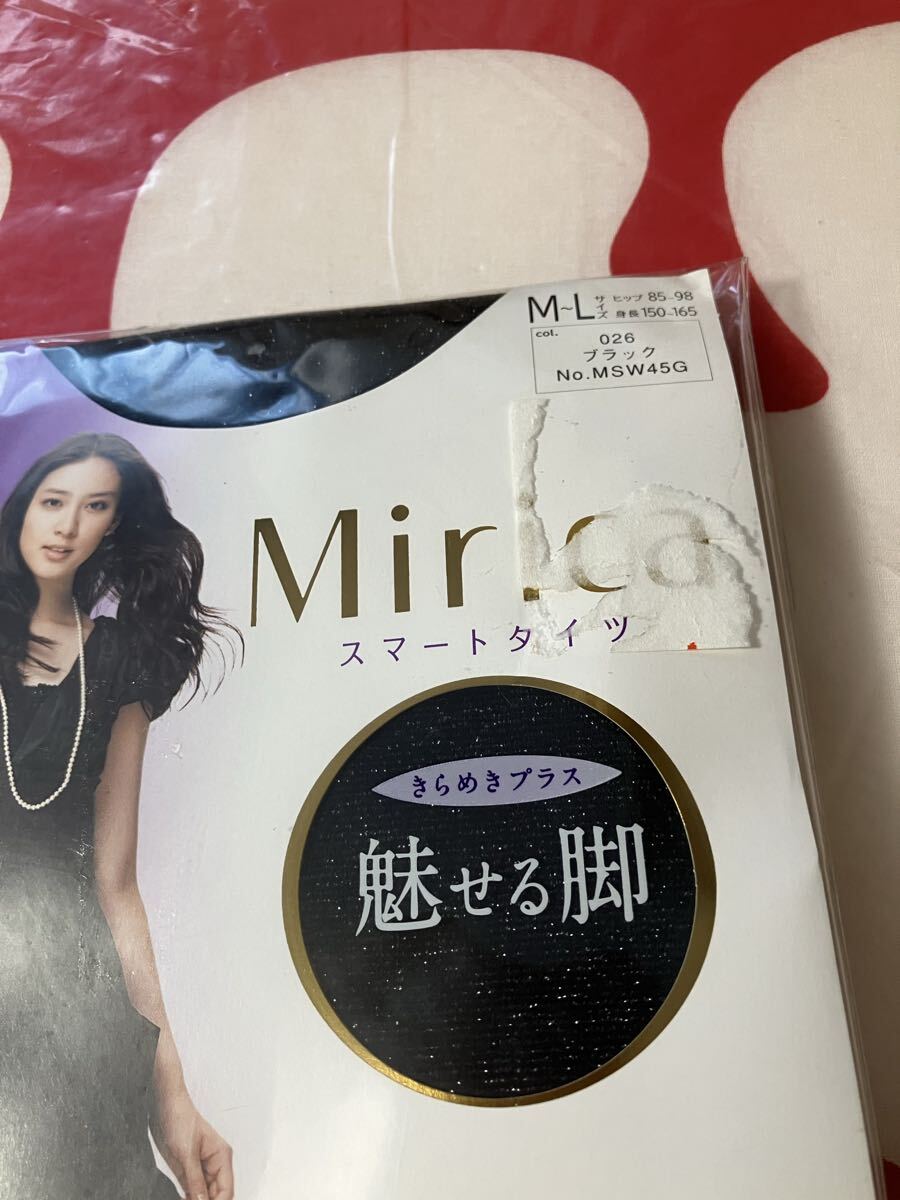 M~L サイズ ヒップ 85-98
身長 150-165
col. 026
ブラック
No.MSW45G
Mirica
スマートタイツ
きらめきプラス
魅せる脚